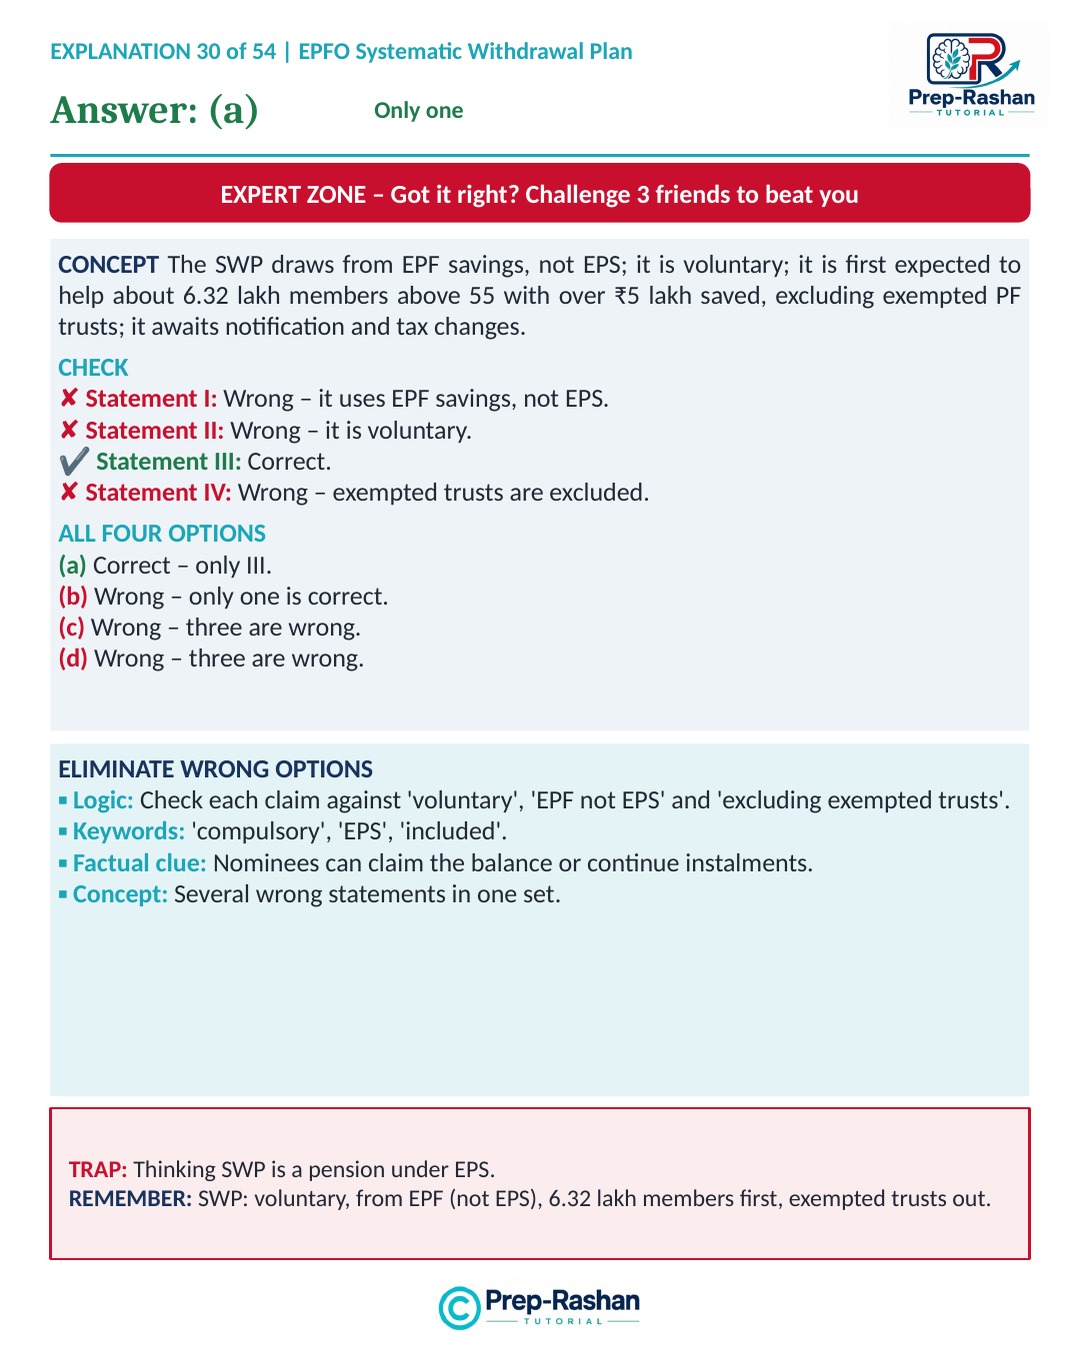 EXPLANATION 30 of 54 | EPFO Systematic Withdrawal Plan
Prep-Rashan
TUTORIAL
Answer: (a) Only one
EXPERT ZONE – Got it right? Challenge 3 friends to beat you
CONCEPT The SWP draws from EPF savings, not EPS; it is voluntary; it is first expected to
help about 6.32 lakh members above 55 with over ₹5 lakh saved, excluding exempted PF
trusts; it awaits notification and tax changes.
CHECK
✘ Statement I: Wrong – it uses EPF savings, not EPS.
✘ Statement II: Wrong – it is voluntary.
✔ Statement III: Correct.
✘ Statement IV: Wrong – exempted trusts are excluded.
ALL FOUR OPTIONS
(a) Correct – only III.
(b) Wrong – only one is correct.
(c) Wrong – three are wrong.
(d) Wrong – three are wrong.
ELIMINATE WRONG OPTIONS
▪ Logic: Check each claim against 'voluntary', 'EPF not EPS' and 'excluding exempted trusts'.
▪ Keywords: 'compulsory', 'EPS', 'included'.
▪ Factual clue: Nominees can claim the balance or continue instalments.
▪ Concept: Several wrong statements in one set.
TRAP: Thinking SWP is a pension under EPS.
REMEMBER: SWP: voluntary, from EPF (not EPS), 6.32 lakh members first, exempted trusts out.
© Prep-Rashan
TUTORIAL